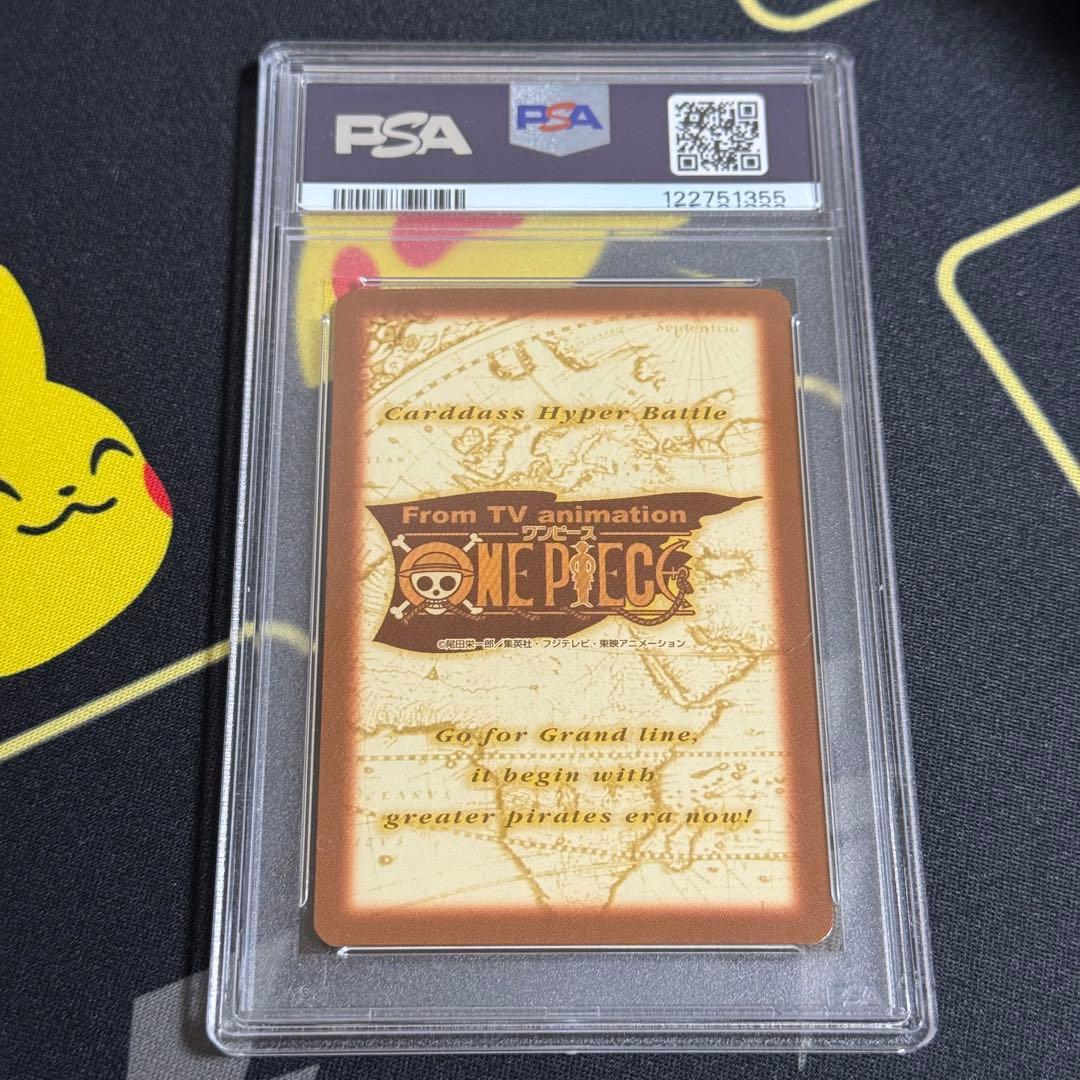 PSA
PSA
122751355
Septentrio
Carddass Hyper Battle
From TV animation
ワンピース
ONE PIECE
©尾田栄一郎/集英社・フジテレビ・東映アニメーション
Go for Grand line,
it begin with
greater pirates era now!